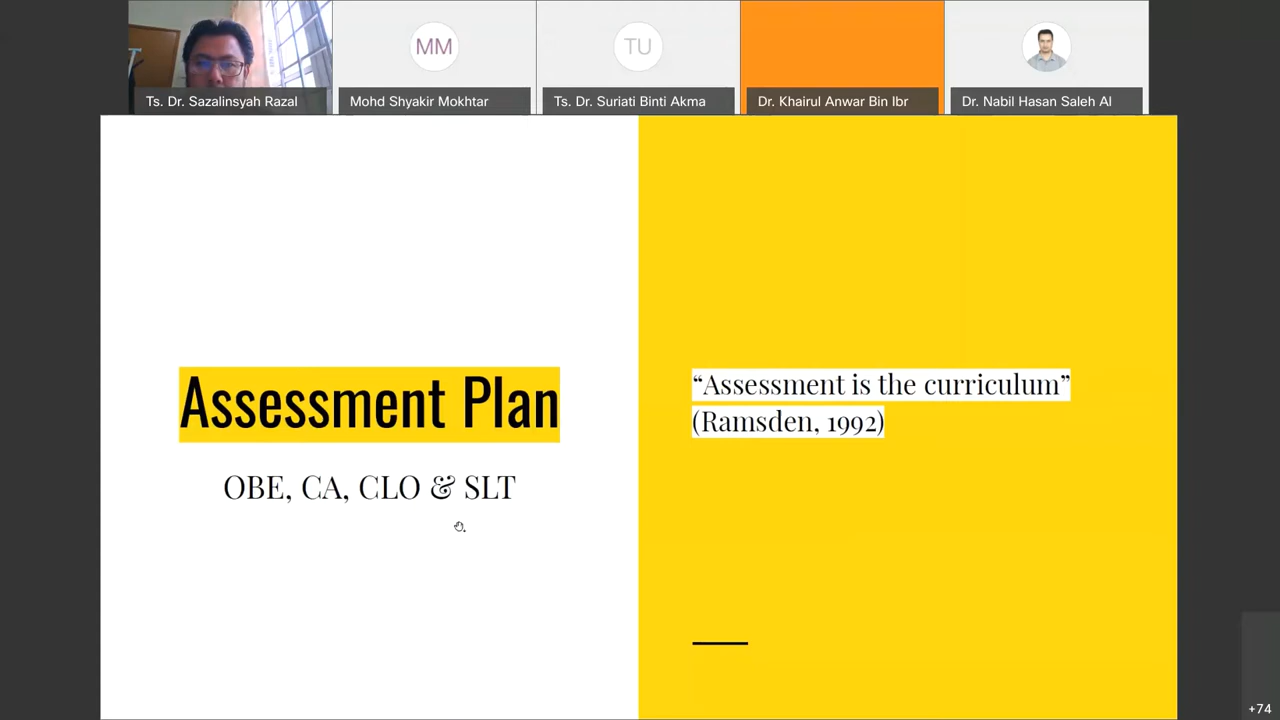 MM
TU
Ts. Dr. Sazalinsyah Razal
Mohd Shyakir Mokhtar
Ts. Dr. Suriati Binti Akma
Dr. Khairul Anwar Bin Ibr
Dr. Nabil Hasan Saleh Al
Assessment Plan
OBE, CA, CLO & SLT
“Assessment is the curriculum”
(Ramsden, 1992)
+74